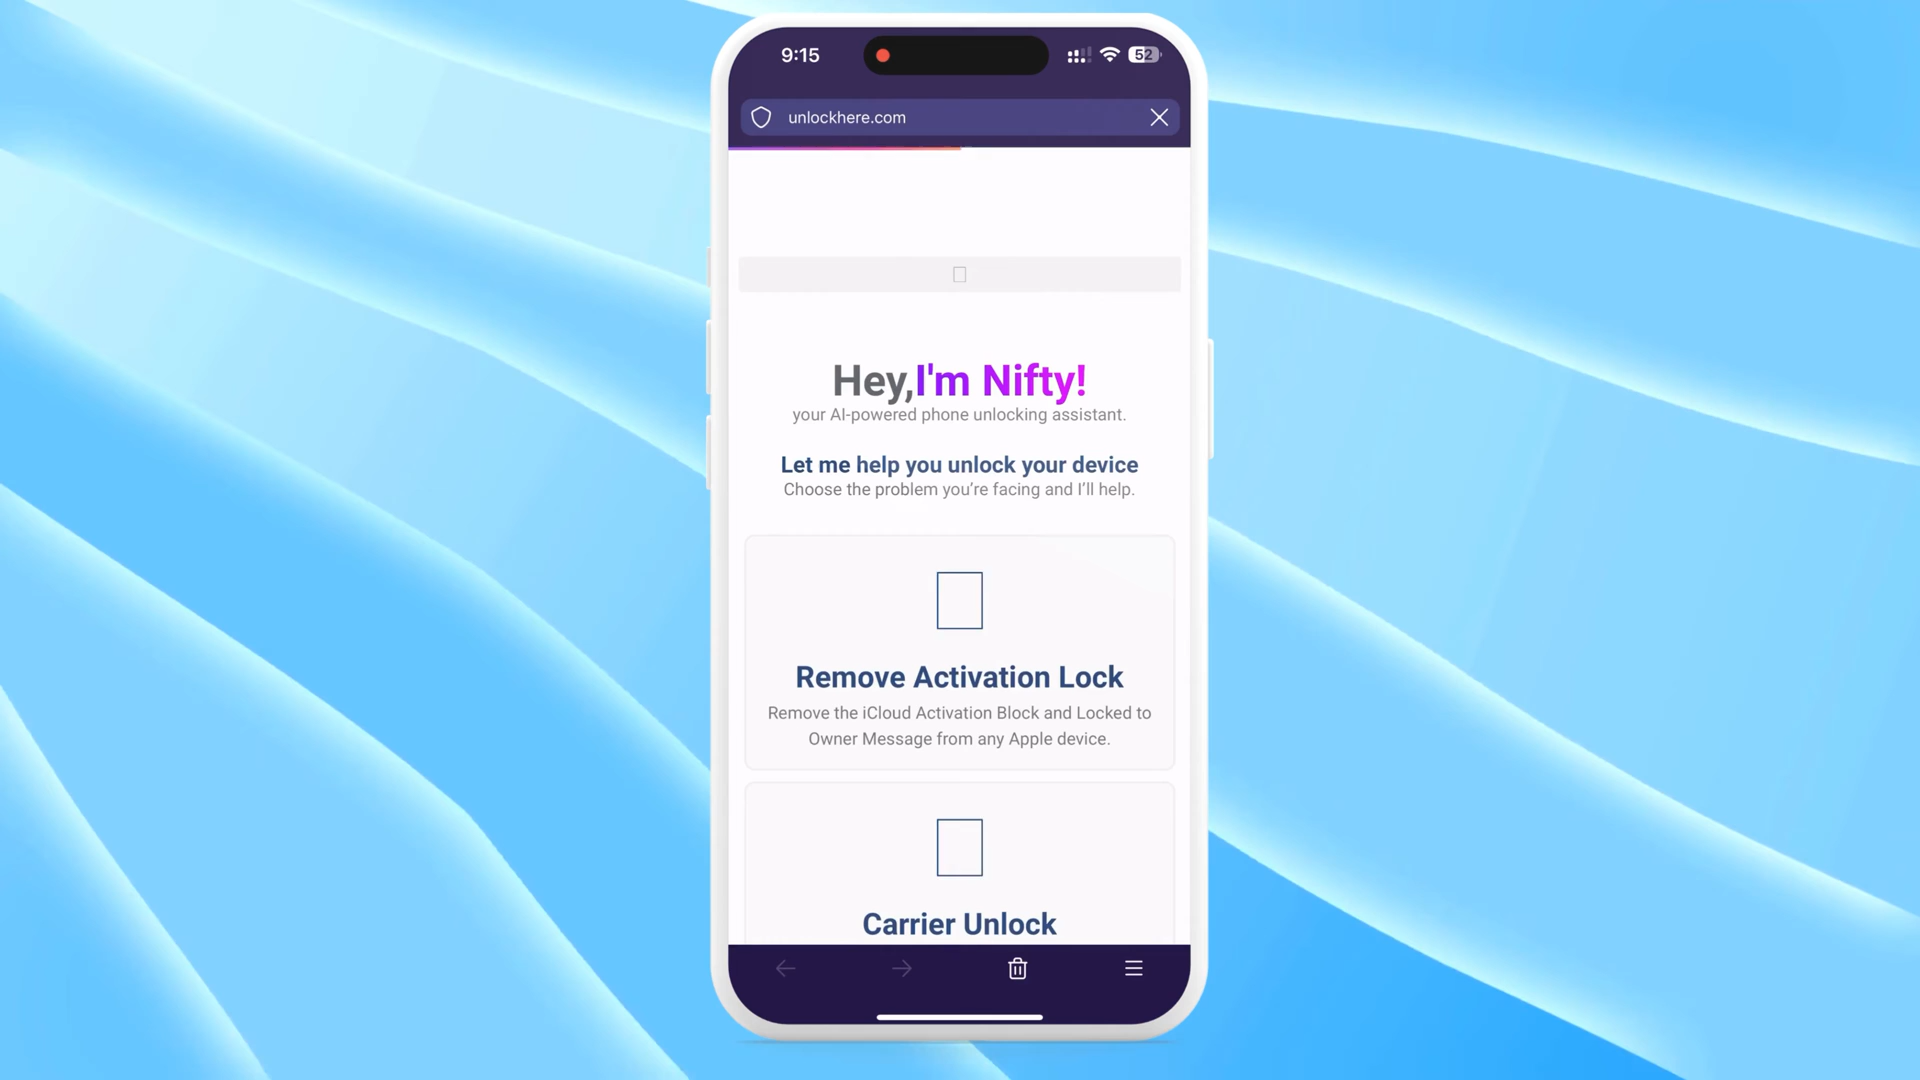 9:15
52
unlockhere.com
Hey,I'm Nifty!
your AI-powered phone unlocking assistant.
Let me help you unlock your device
Choose the problem you’re facing and I’ll help.
Remove Activation Lock
Remove the iCloud Activation Block and Locked to
Owner Message from any Apple device.
Carrier Unlock